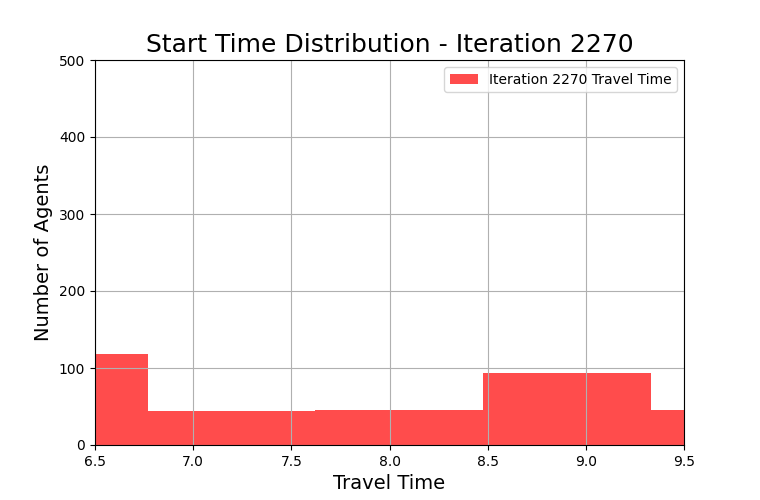 Start Time Distribution - Iteration 2270
500
400
300
200
100
0
Number of Agents
Iteration 2270 Travel Time
6.5 7.0 7.5 8.0 8.5 9.0 9.5
Travel Time